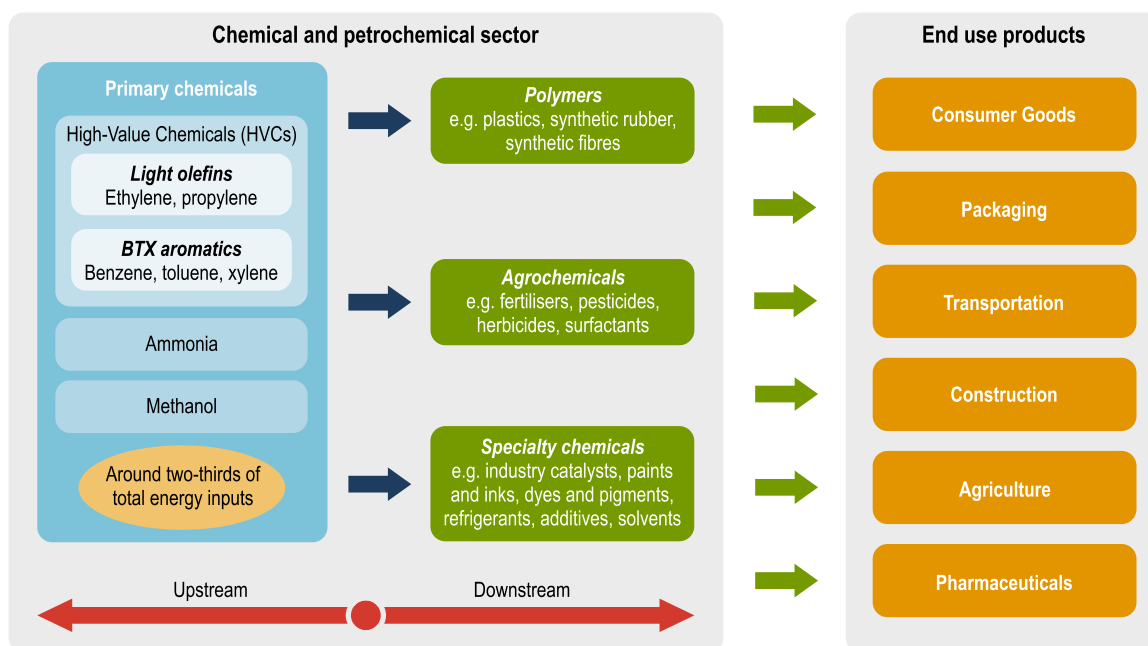 Chemical and petrochemical sector
Primary chemicals
High-Value Chemicals (HVCs)
Light olefins
Ethylene, propylene
BTX aromatics
Benzene, toluene, xylene
Ammonia
Methanol
Around two-thirds of
total energy inputs
Polymers
e.g. plastics, synthetic rubber,
synthetic fibres
Agrochemicals
e.g. fertilisers, pesticides,
herbicides, surfactants
Specialty chemicals
e.g. industry catalysts, paints
and inks, dyes and pigments,
refrigerants, additives, solvents
Upstream
Downstream
End use products
Consumer Goods
Packaging
Transportation
Construction
Agriculture
Pharmaceuticals